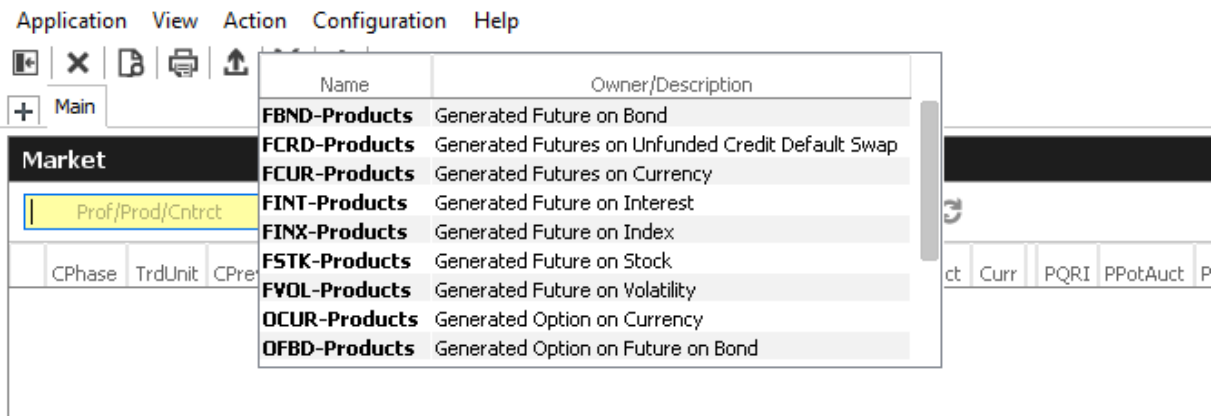 Application View Action Configuration Help
Name Owner/Description
Main
FBND-Products Generated Future on Bond
FCRD-Products Generated Futures on Unfunded Credit Default Swap
Market
FCUR-Products Generated Futures on Currency
Prof/Prod/Cntrct
FINT-Products Generated Future on Interest
FINX-Products Generated Future on Index
FSTK-Products Generated Future on Stock
CPhase TrdUnit CPre ct Curr PQRI PPotAuct P
FVOL-Products Generated Future on Volatility
OCUR-Products Generated Option on Currency
OFBD-Products Generated Option on Future on Bond